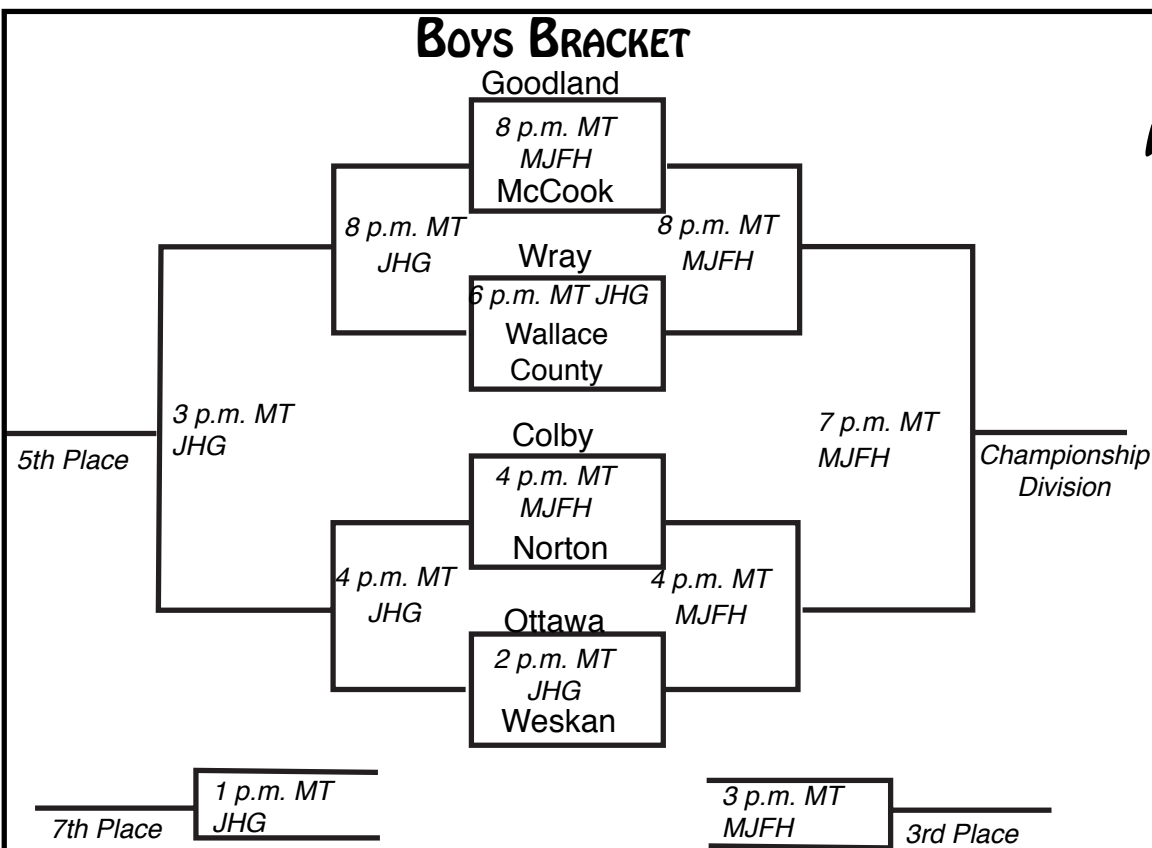 Boys Bracket
Goodland
8 p.m. MT
MJFH
McCook
8 p.m. MT
JHG
8 p.m. MT
MJFH
Wray
6 p.m. MT JHG
Wallace
County
3 p.m. MT
JHG
5th Place
Colby
4 p.m. MT
MJFH
Norton
7 p.m. MT
MJFH
Championship
Division
4 p.m. MT
JHG
4 p.m. MT
MJFH
Ottawa
2 p.m. MT
JHG
Weskan
1 p.m. MT
JHG
7th Place
3 p.m. MT
MJFH
3rd Place